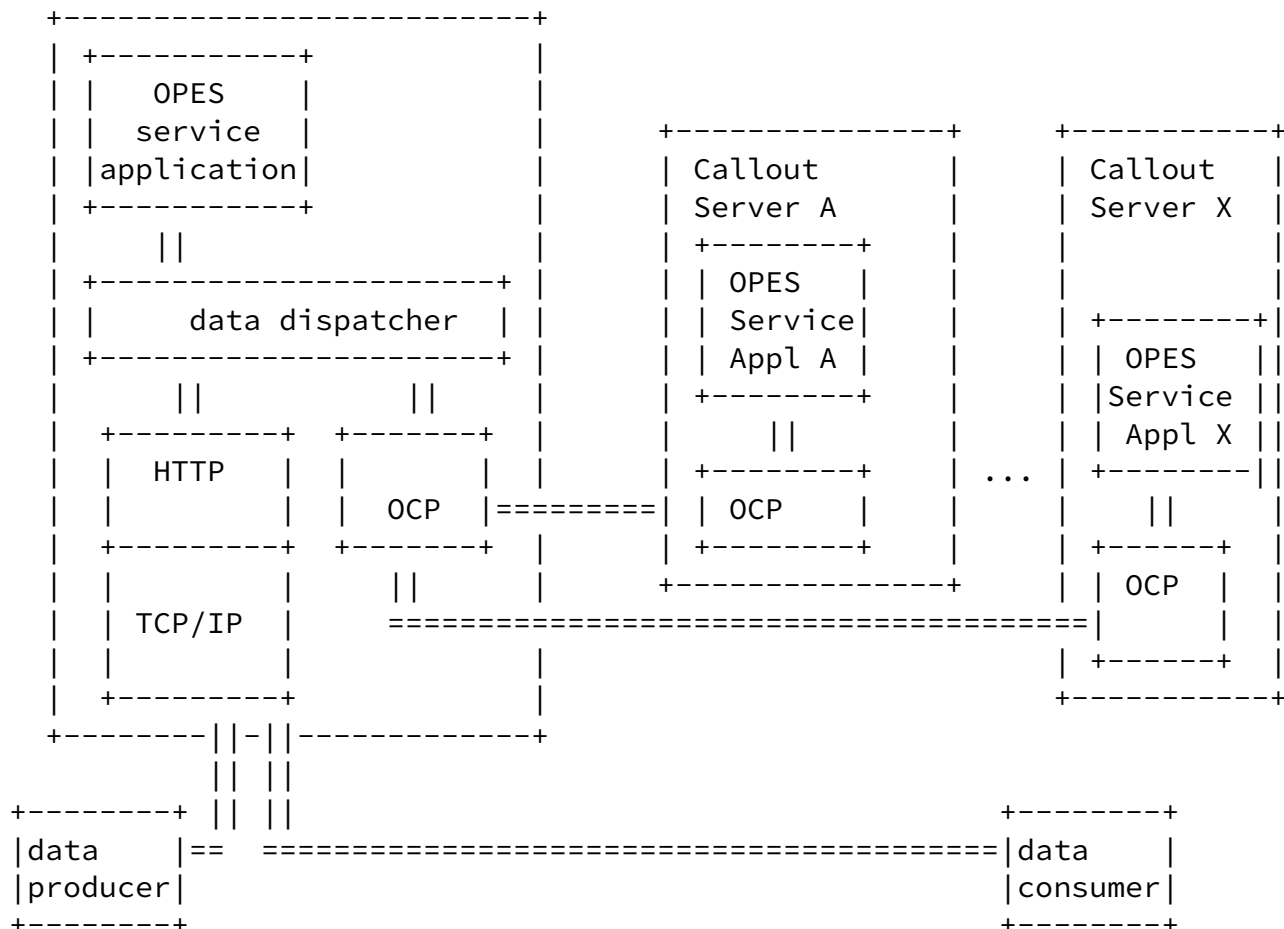 OPES
service
application
Callout
Server A
Callout
Server X
data dispatcher
OPES
Service
Appl A
OPES
Service
Appl X
HTTP
OCP
OCP
...
OCP
TCP/IP
data
producer
data
consumer